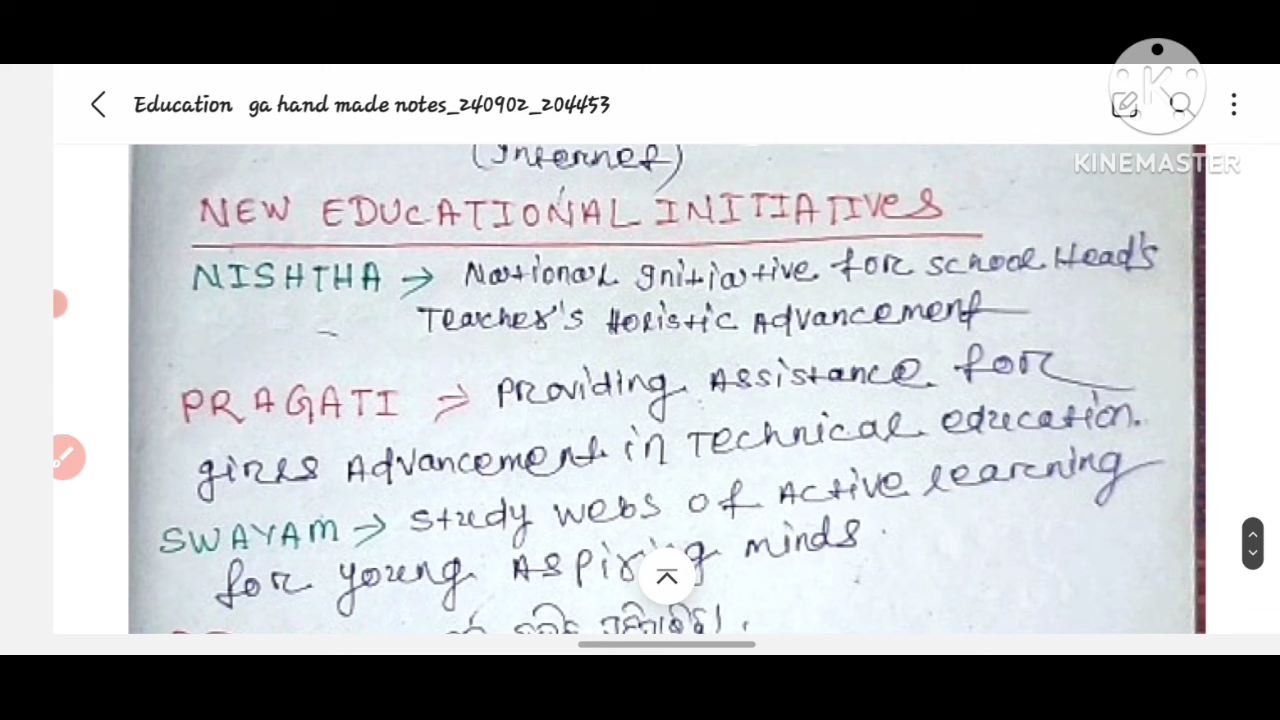 Education ga hand made notes_240902_204453
KINEMASTER
(Internet)
NEW EDUCATIONAL INITIATIVES
NISHTHA → National Initiative for School Head's
Teacher's Holistic Advancement
PRAGATI → Providing Assistance for
girls Advancement in Technical education.
SWAYAM → Study webs of Active learning
for young Aspiring minds.